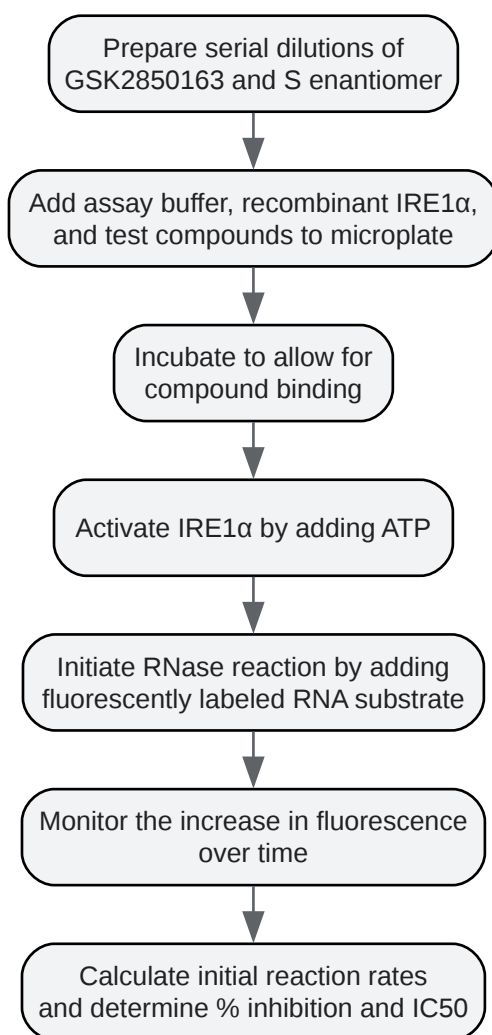 Prepare serial dilutions of
GSK2850163 and S enantiomer
Add assay buffer, recombinant IRE1α,
and test compounds to microplate
Incubate to allow for
compound binding
Activate IRE1α by adding ATP
Initiate RNase reaction by adding
fluorescently labeled RNA substrate
Monitor the increase in fluorescence
over time
Calculate initial reaction rates
and determine % inhibition and IC50